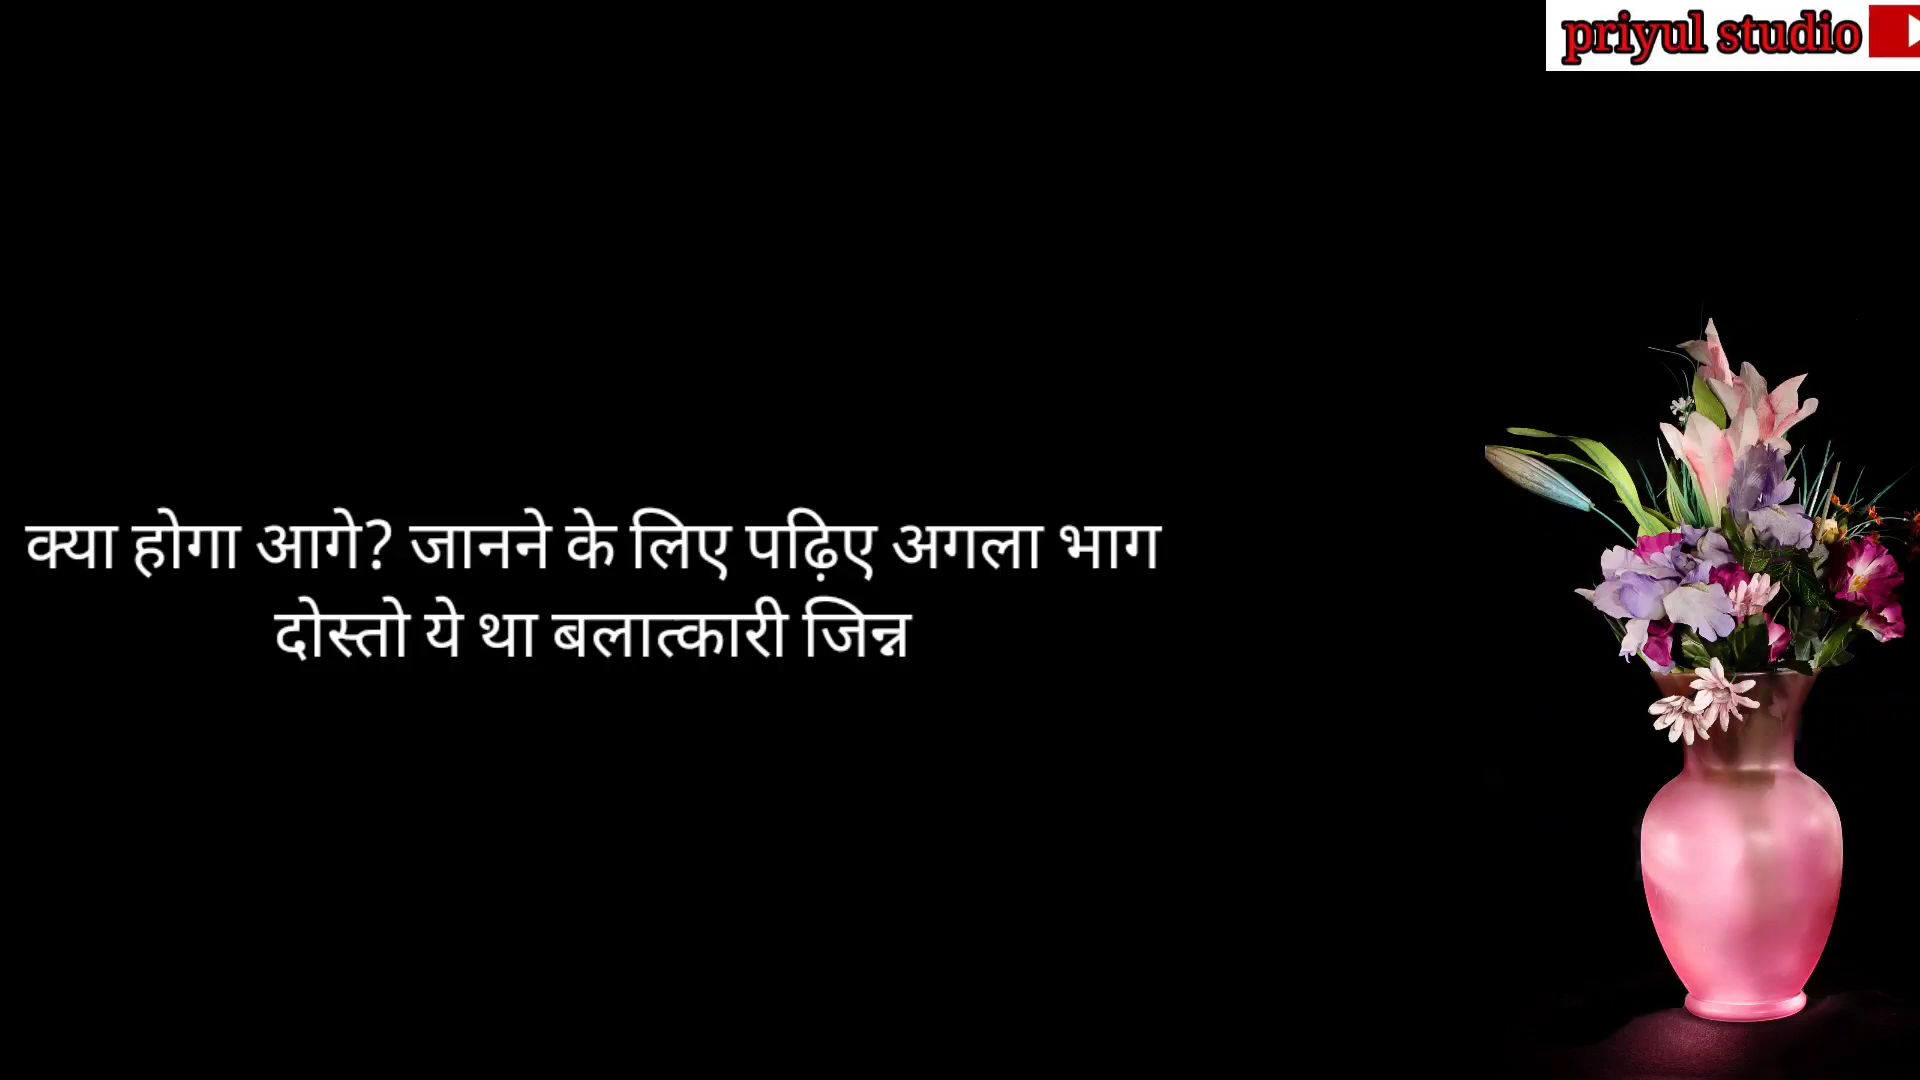 priyul studio
क्या होगा आगे? जानने के लिए पढ़िए अगला भाग
दोस्तो ये था बलात्कारी जिन्न